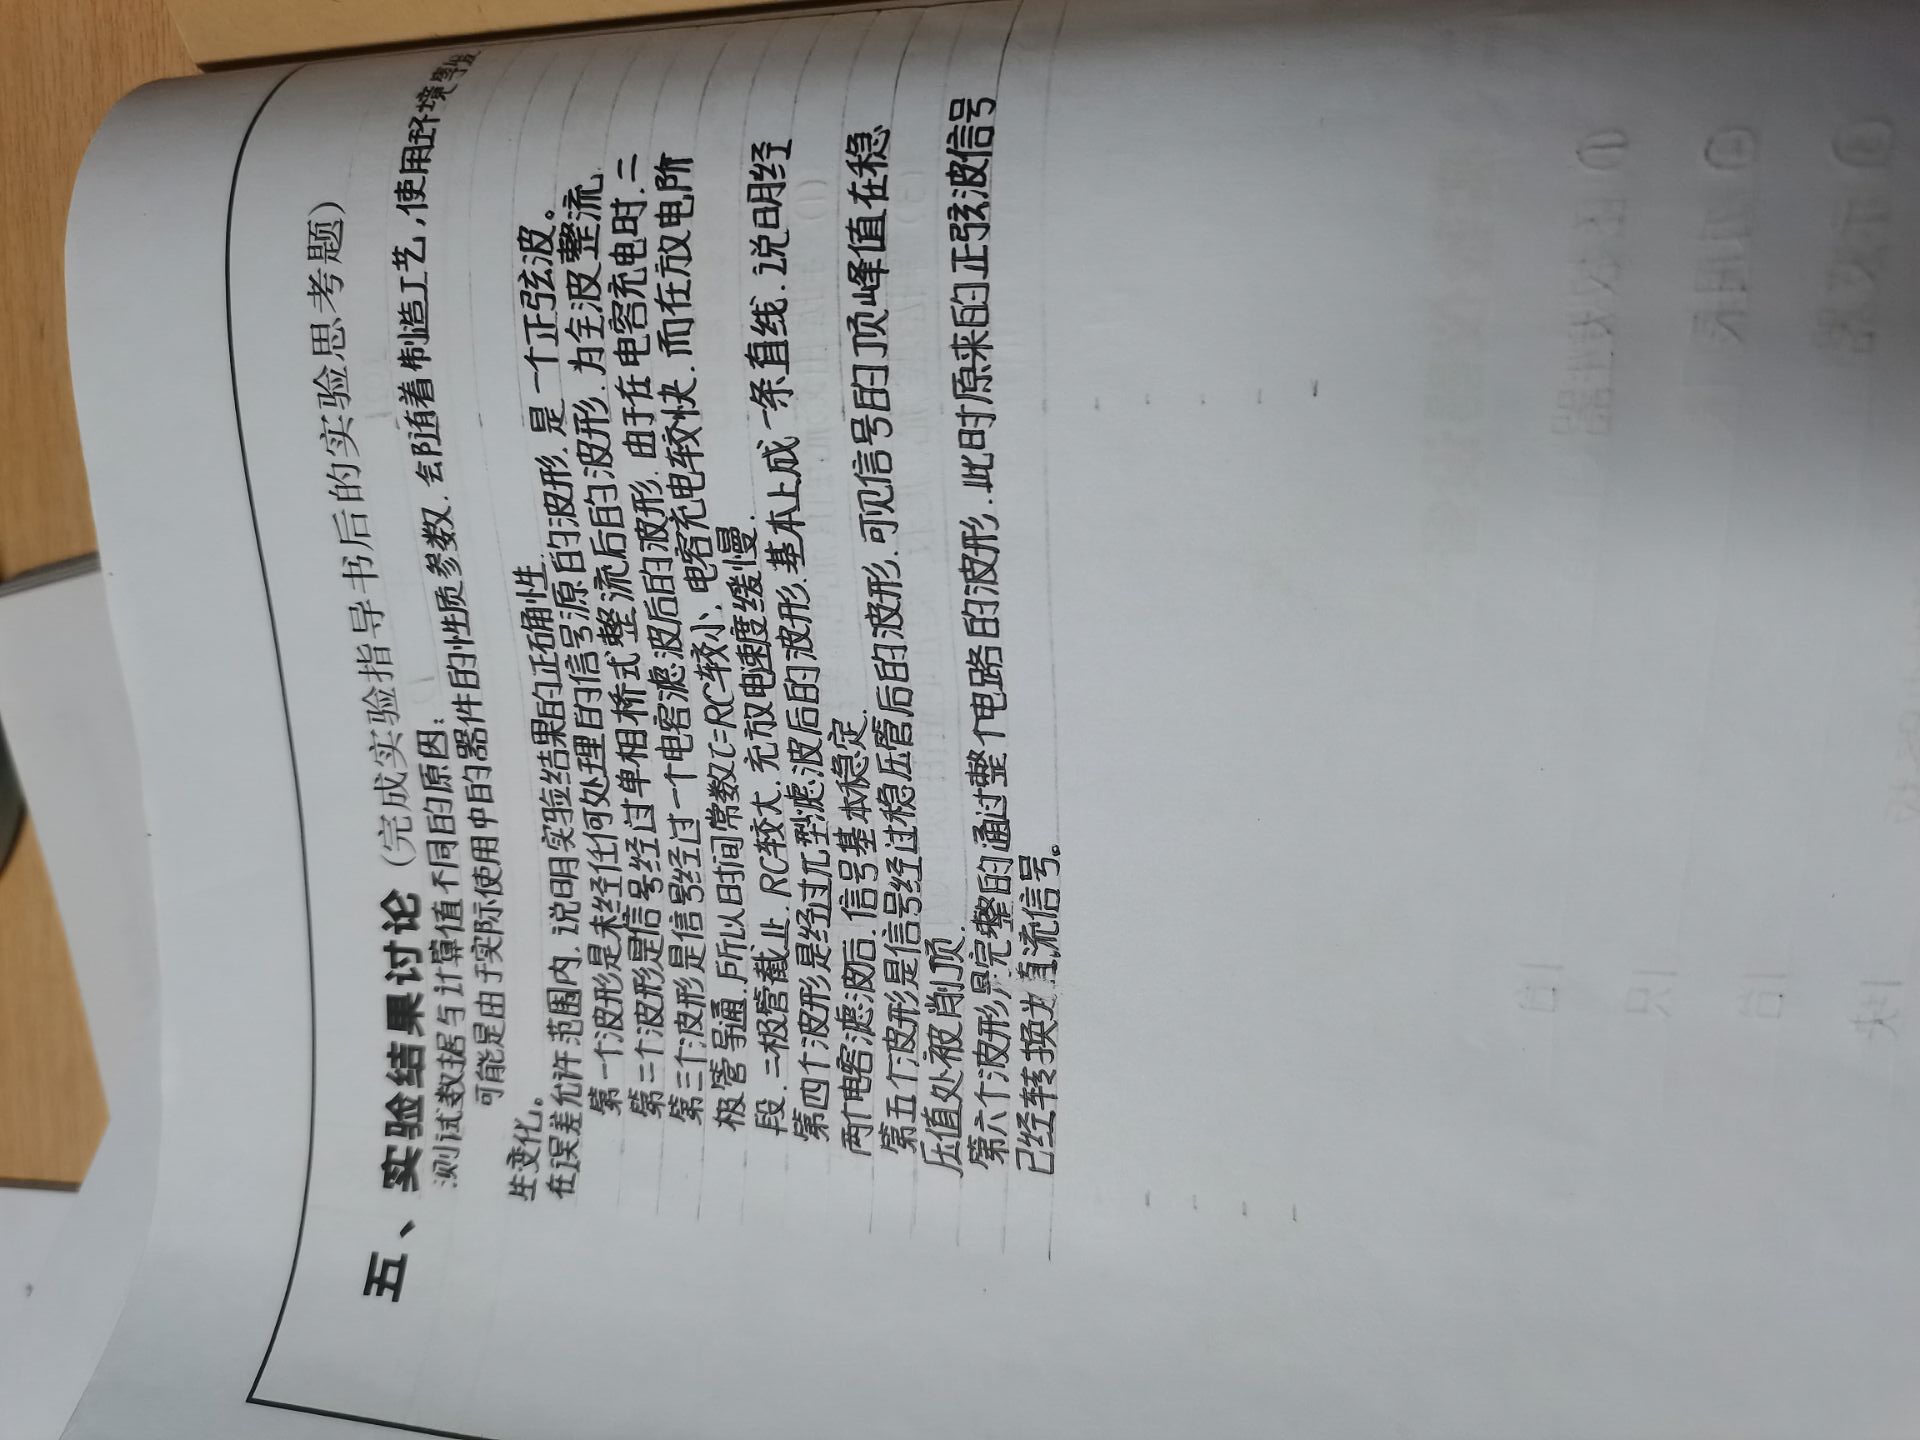 五、实验结果讨论(完成实验指导书后的实验思考题)
测试数据与计算值不同的原因:
可能是由于实际使用中的器件的性质参数.会随着制造工艺,使用环境等发
生变化。
在误差允许范围内,说明实验结果的正确性.
第一个波形是未经任何处理的信号源的波形.是一个正弦波。
第二个波形是信号经过单相桥式整流后的波形.为全波整流.
第三个波形是信号经过一个电容滤波后的波形.由于在电容充电时.二
极管导通.所以时间常数τ=RC较小.电容充电较快.而在放电阶
段.二极管截止.RC较大.充放电速度缓慢.
第四个波形是经过π型滤波后的波形.基本上成一条直线.说明经
两个电容滤波后.信号基本稳定.
第五个波形是信号经过稳压管后的波形.可见信号的顶峰值在稳
压值处被削顶.
第六个波形是完整的通过整个电路的波形.此时原来的正弦波信号
已经转换为直流信号。